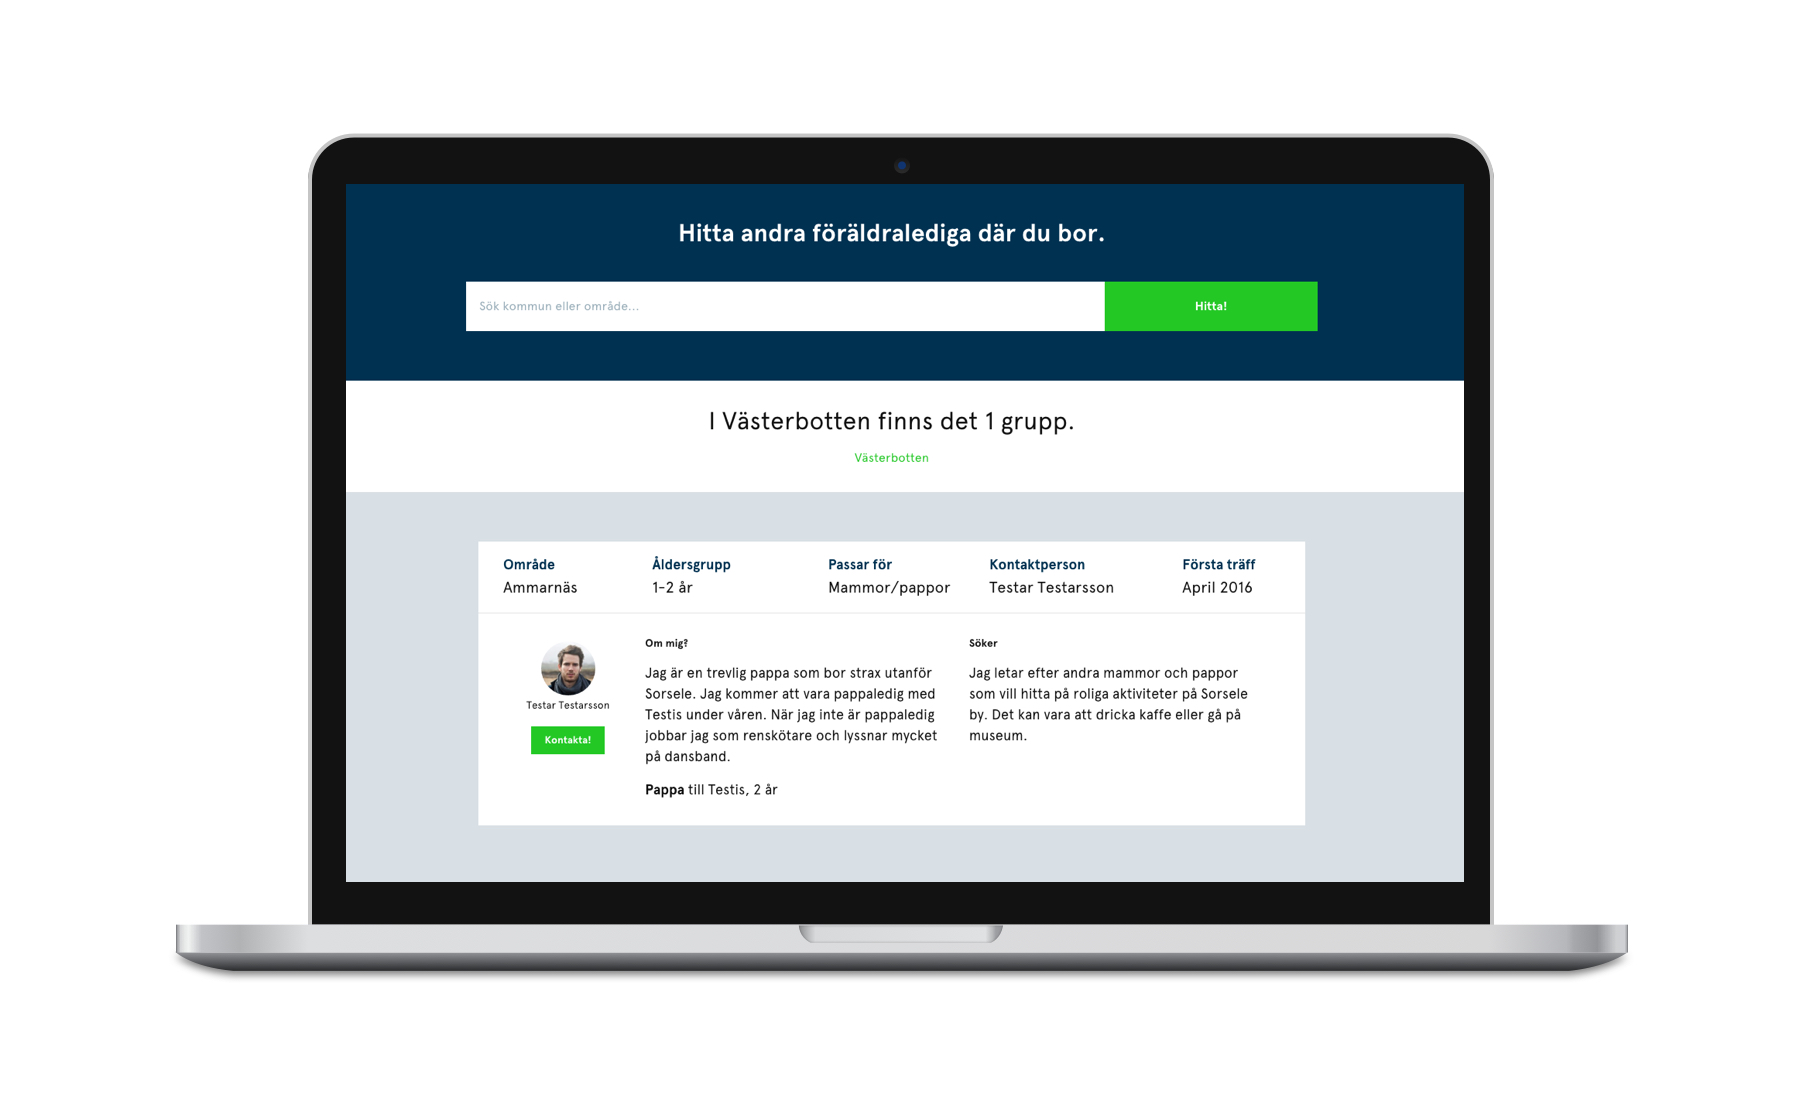 Hitta andra föräldralediga där du bor.
Sök kommun eller område...
Hitta!
I Västerbotten finns det 1 grupp.
Västerbotten
Område
Ammarnäs
Åldersgrupp
1-2 år
Passar för
Mammor/pappor
Kontaktperson
Testar Testarsson
Första träff
April 2016
Testar Testarsson
Kontakta!
Om mig?
Jag är en trevlig pappa som bor strax utanför
Sorsele. Jag kommer att vara pappaledig med
Testis under våren. När jag inte är pappaledig
jobbar jag som renskötare och lyssnar mycket
på dansband.
Pappa till Testis, 2 år
Söker
Jag letar efter andra mammor och pappor
som vill hitta på roliga aktiviteter på Sorsele
by. Det kan vara att dricka kaffe eller gå på
museum.